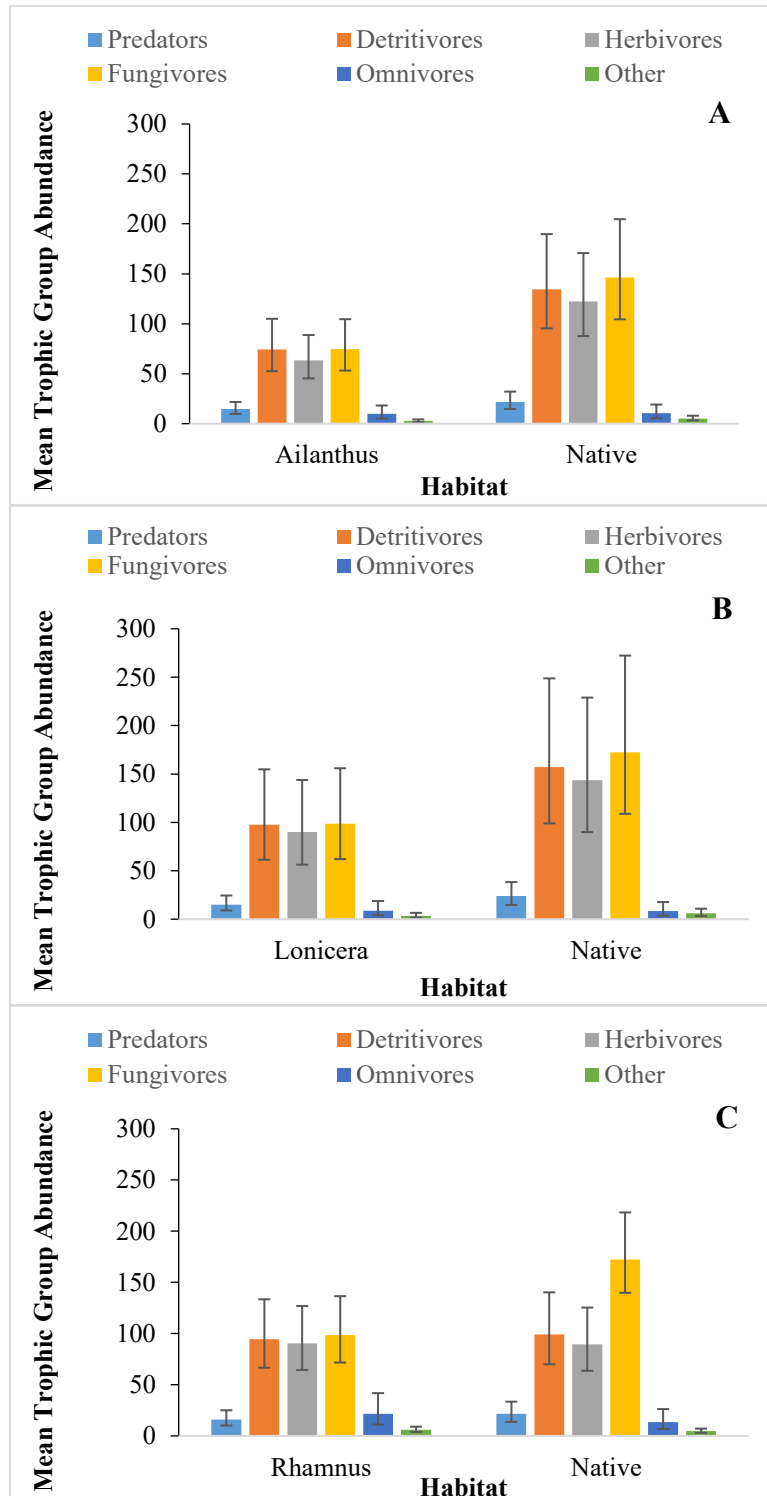 Predators Detritivores Herbivores
Fungivores Omnivores Other
A
Mean Trophic Group Abundance
300
250
200
150
100
50
0
Ailanthus Native
Habitat
Predators Detritivores Herbivores
Fungivores Omnivores Other
B
Mean Trophic Group Abundance
300
250
200
150
100
50
0
Lonicera Native
Habitat
Predators Detritivores Herbivores
Fungivores Omnivores Other
C
Mean Trophic Group Abundance
300
250
200
150
100
50
0
Rhamnus Native
Habitat